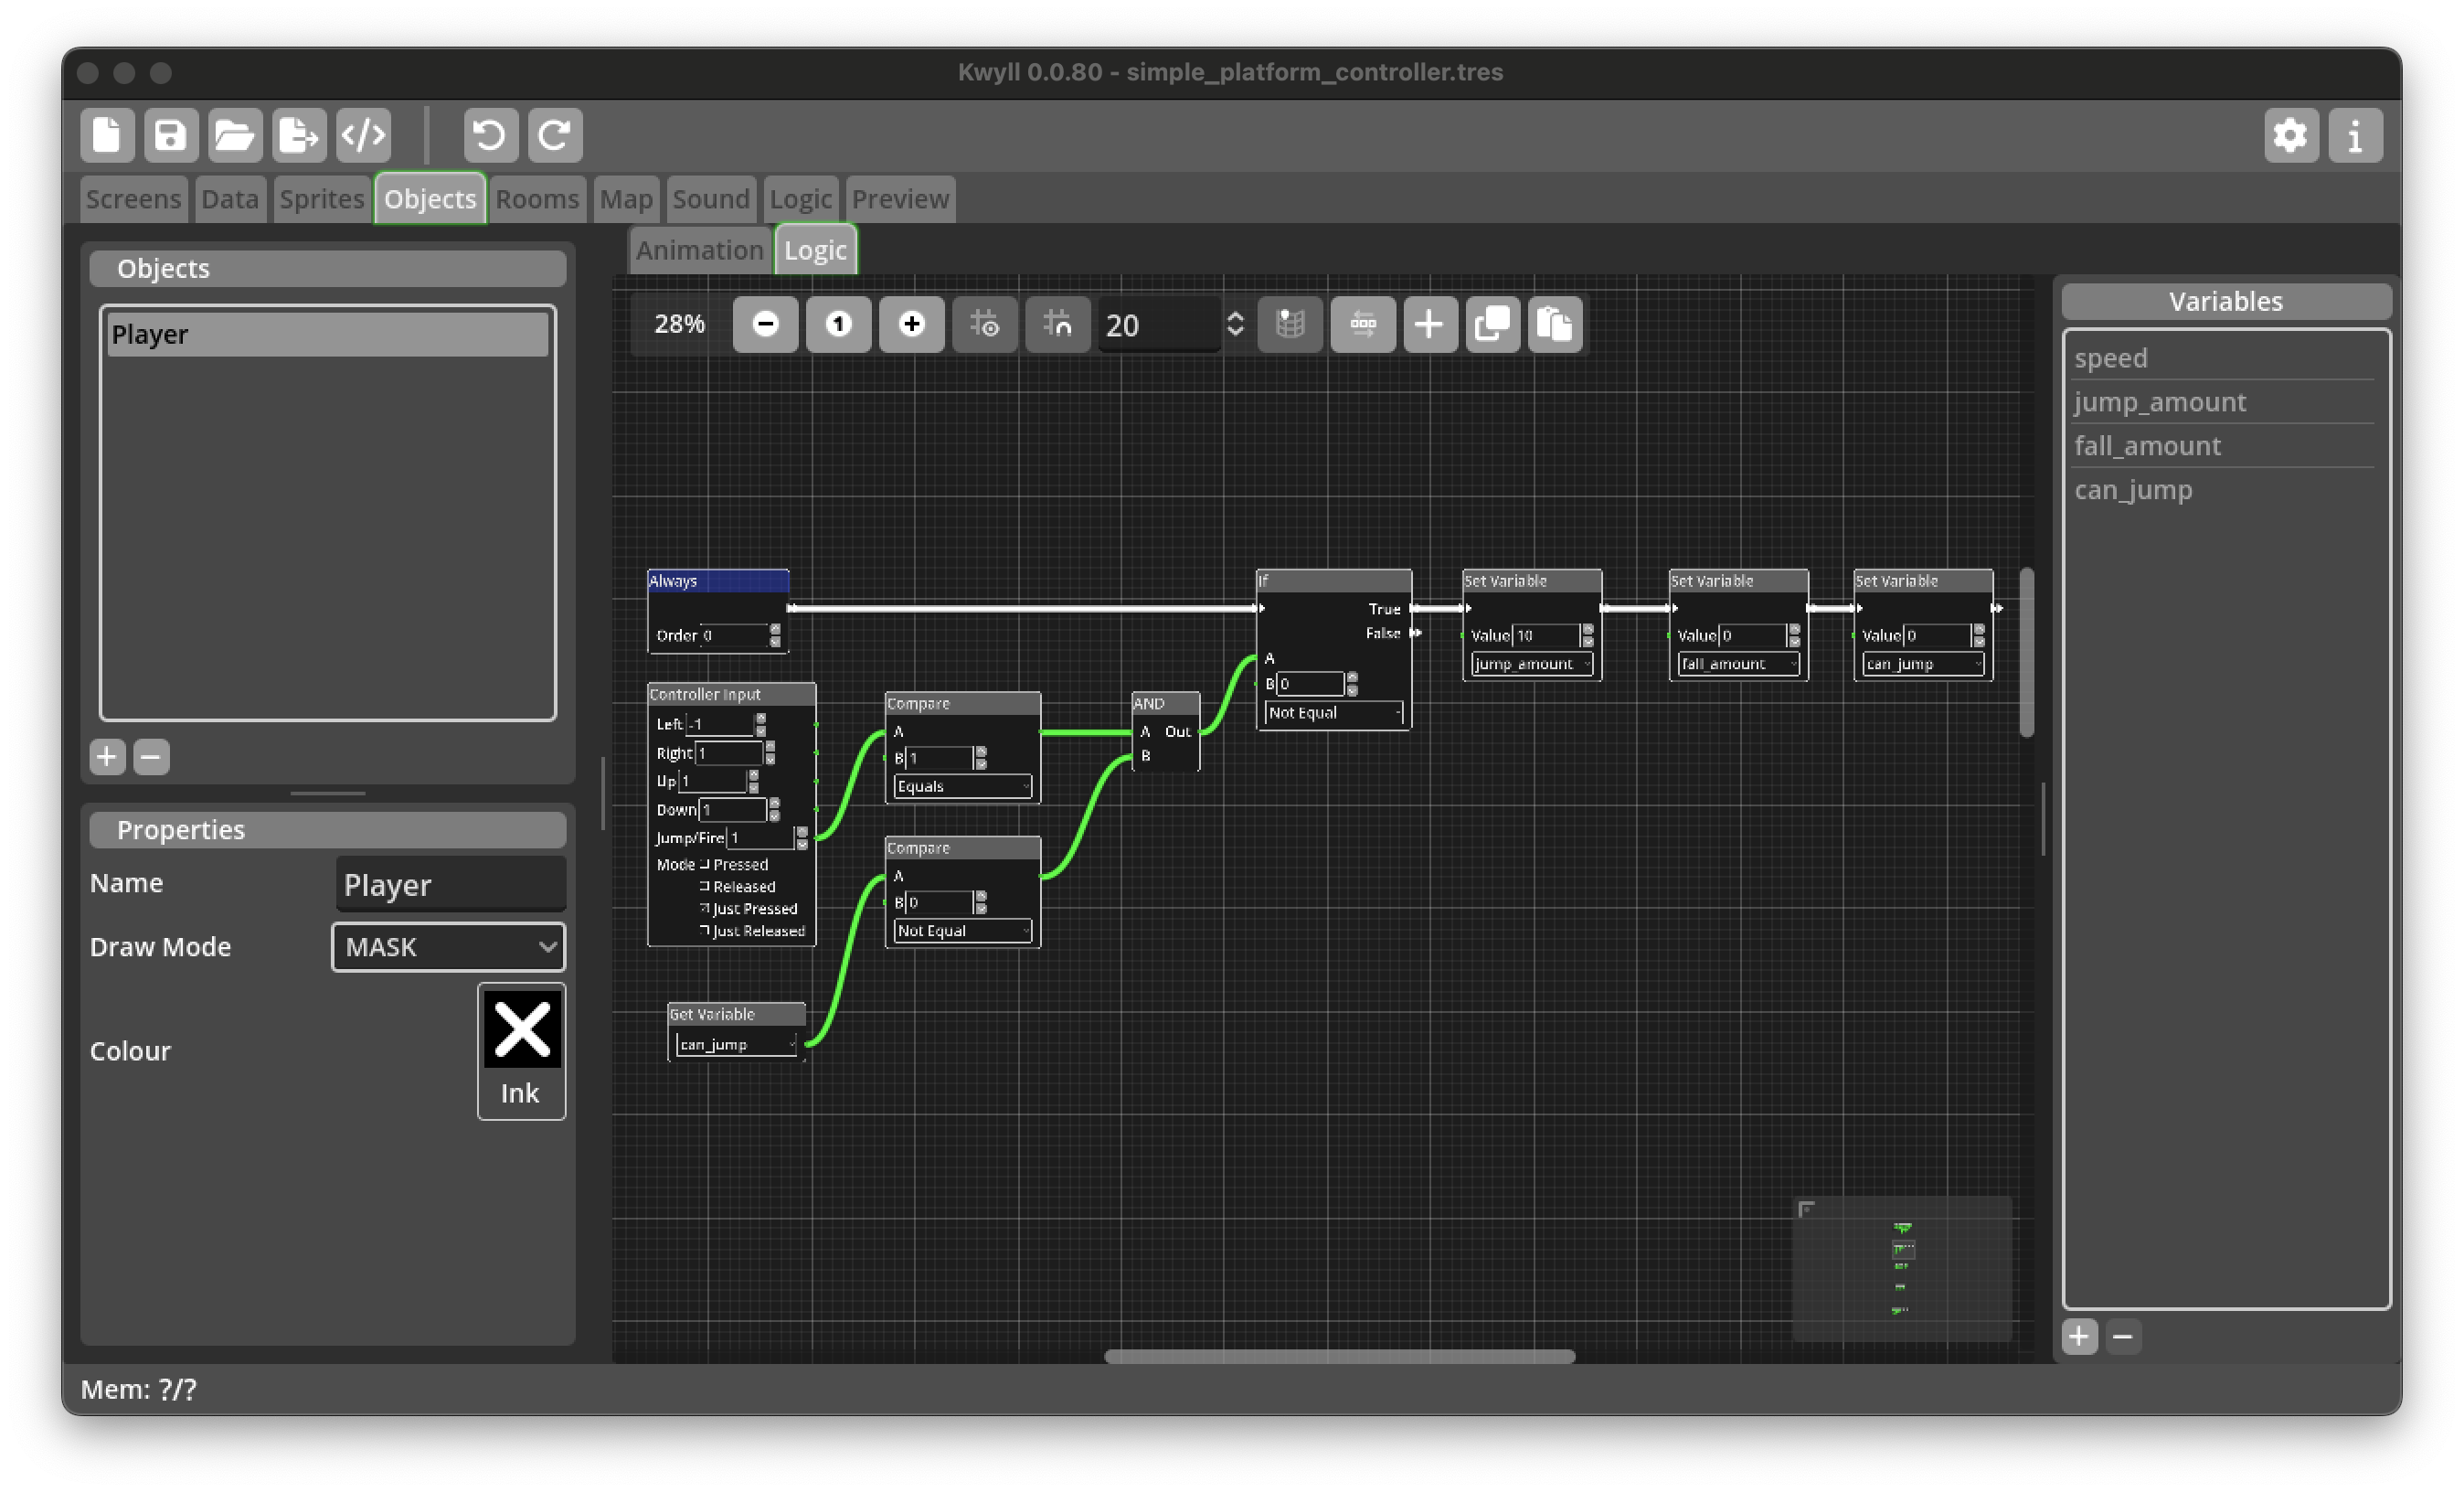 Kwyll 0.0.80 - simple_platform_controller.tres
Screens Data Sprites Objects Rooms Map Sound Logic Preview
Objects
Player
Properties
Name Player
Draw Mode MASK
Colour
Ink
Animation Logic
28% 1 20
Always
Order 0
Controller Input
Left -1
Right 1
Up 1
Down 1
Jump/Fire 1
Mode Pressed
Released
Just Pressed
Just Released
Get Variable
can_jump
Compare
A
B 1
Equals
Compare
A
B 0
Not Equal
AND
A Out
B
If
True
False
A
B 0
Not Equal
Set Variable
Value 10
jump_amount
Set Variable
Value 0
fall_amount
Set Variable
Value 0
can_jump
Variables
speed
jump_amount
fall_amount
can_jump
Mem: ?/?